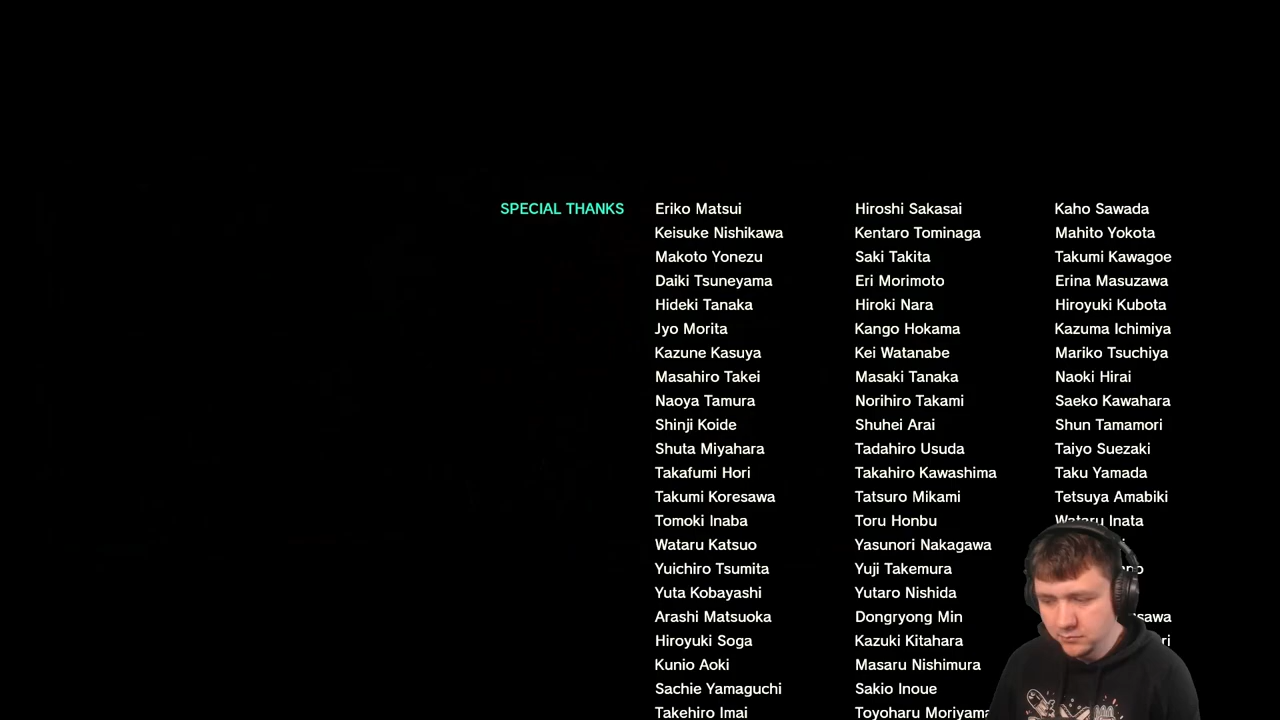 SPECIAL THANKS Eriko Matsui Hiroshi Sakasai Kaho Sawada
Keisuke Nishikawa Kentaro Tominaga Mahito Yokota
Makoto Yonezu Saki Takita Takumi Kawagoe
Daiki Tsuneyama Eri Morimoto Erina Masuzawa
Hideki Tanaka Hiroki Nara Hiroyuki Kubota
Jyo Morita Kango Hokama Kazuma Ichimiya
Kazune Kasuya Kei Watanabe Mariko Tsuchiya
Masahiro Takei Masaki Tanaka Naoki Hirai
Naoya Tamura Norihiro Takami Saeko Kawahara
Shinji Koide Shuhei Arai Shun Tamamori
Shuta Miyahara Tadahiro Usuda Taiyo Suezaki
Takafumi Hori Takahiro Kawashima Taku Yamada
Takumi Koresawa Tatsuro Mikami Tetsuya Amabiki
Tomoki Inaba Toru Honbu Wataru Inata
Wataru Katsuo Yasunori Nakagawa
Yuichiro Tsumita Yuji Takemura
Yuta Kobayashi Yutaro Nishida
Arashi Matsuoka Dongryong Min
Hiroyuki Soga Kazuki Kitahara
Kunio Aoki Masaru Nishimura
Sachie Yamaguchi Sakio Inoue
Takehiro Imai Toyoharu Moriyama